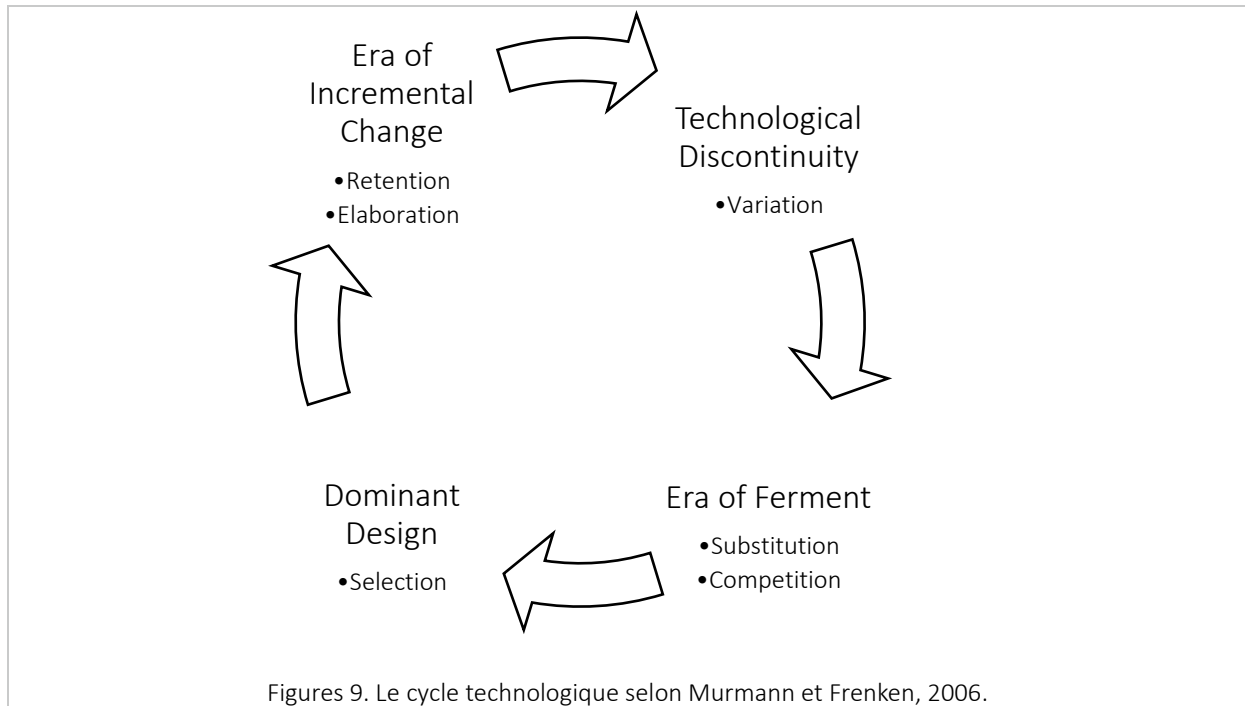 Era of
Incremental
Change
•Retention
•Elaboration
Technological
Discontinuity
•Variation
Era of Ferment
•Substitution
•Competition
Dominant
Design
•Selection
Figures 9. Le cycle technologique selon Murmann et Frenken, 2006.